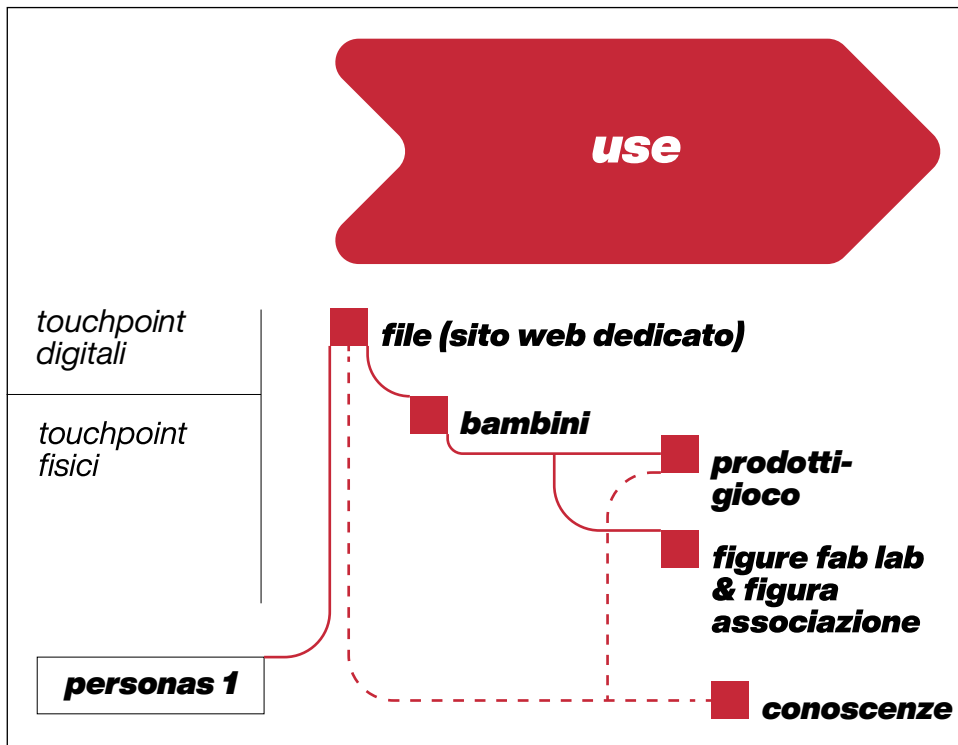 use
touchpoint
digitali
file (sito web dedicato)
bambini
touchpoint
fisici
prodotti-
gioco
figure fab lab
& figura
associazione
personas 1
conoscenze